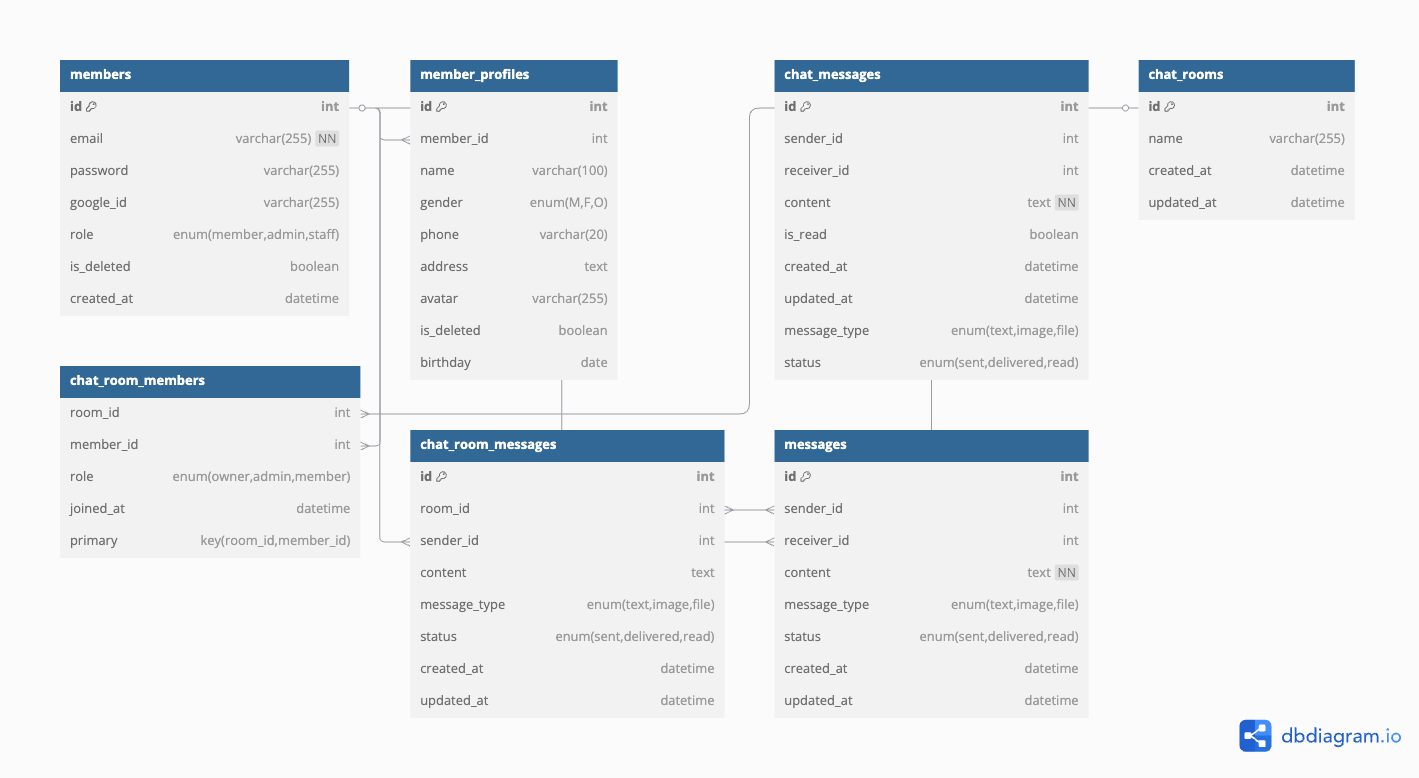 members
id int
email varchar(255) NN
password varchar(255)
google_id varchar(255)
role enum(member,admin,staff)
is_deleted boolean
created_at datetime
member_profiles
id int
member_id int
name varchar(100)
gender enum(M,F,O)
phone varchar(20)
address text
avatar varchar(255)
is_deleted boolean
birthday date
chat_messages
id int
sender_id int
receiver_id int
content text NN
is_read boolean
created_at datetime
updated_at datetime
message_type enum(text,image,file)
status enum(sent,delivered,read)
chat_rooms
id int
name varchar(255)
created_at datetime
updated_at datetime
chat_room_members
room_id int
member_id int
role enum(owner,admin,member)
joined_at datetime
primary key(room_id,member_id)
chat_room_messages
id int
room_id int
sender_id int
content text
message_type enum(text,image,file)
status enum(sent,delivered,read)
created_at datetime
updated_at datetime
messages
id int
sender_id int
receiver_id int
content text NN
message_type enum(text,image,file)
status enum(sent,delivered,read)
created_at datetime
updated_at datetime
dbdiagram.io